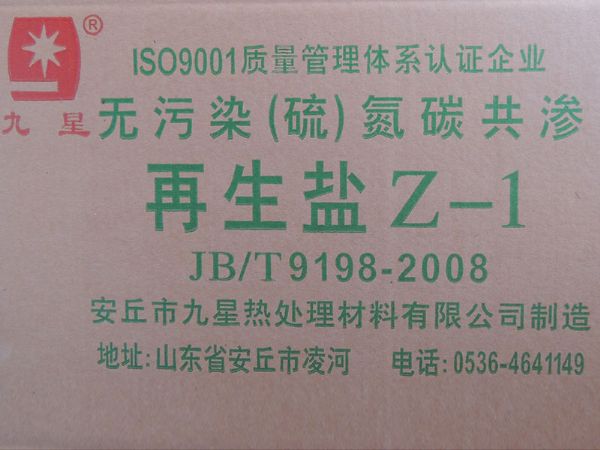 ®
ISO9001质量管理体系认证企业
九星
无污染(硫)氮碳共渗
再生盐Z-1
JB/T9198-2008
安丘市九星热处理材料有限公司制造
地址:山东省安丘市凌河 电话:0536-4641149